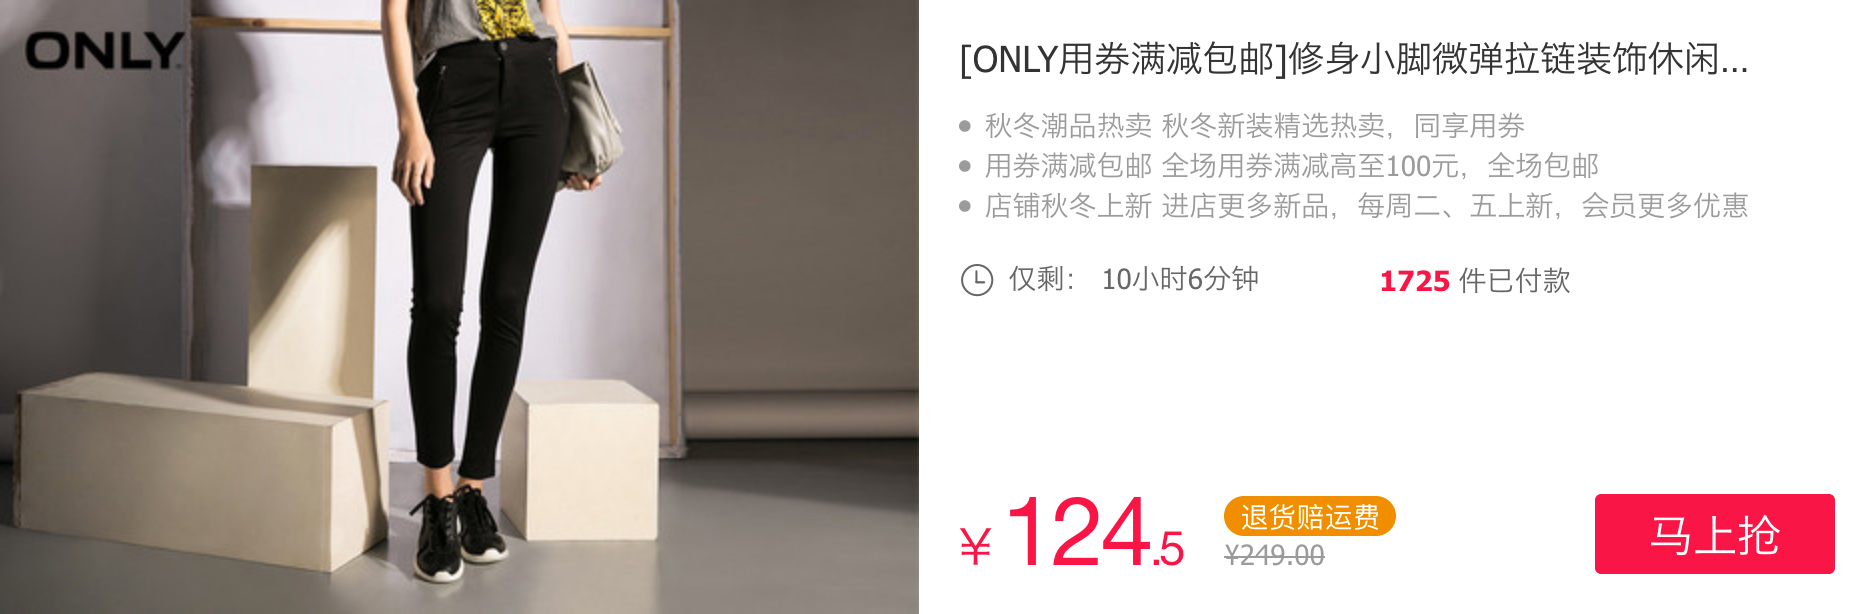 ONLY
[ONLY用券满减包邮]修身小脚微弹拉链装饰休闲...
秋冬潮品热卖 秋冬新装精选热卖，同享用券
用券满减包邮 全场用券满减高至100元，全场包邮
店铺秋冬上新 进店更多新品，每周二、五上新，会员更多优惠
仅剩： 10小时6分钟 1725 件已付款
¥124.5 退货赔运费
¥249.00
马上抢